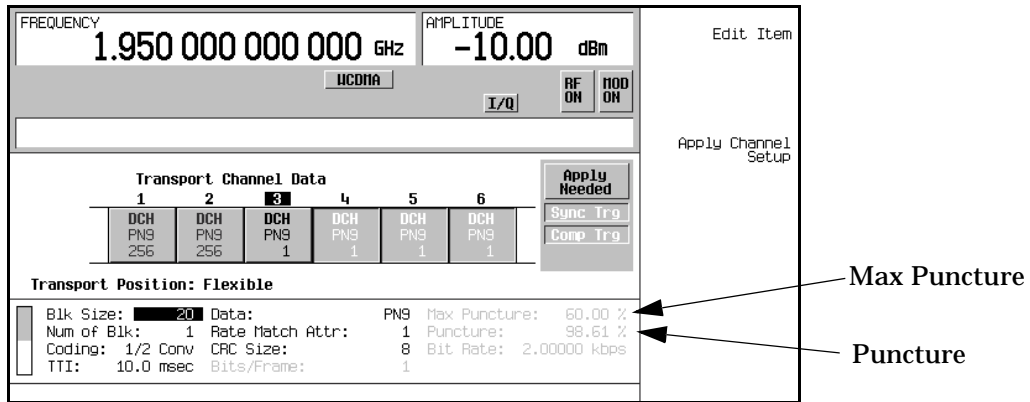 FREQUENCY
1.950 000 000 000 GHz
AMPLITUDE
-10.00 dBm
Edit Item
WCDMA
I/Q
RF ON
MOD ON
Apply Channel Setup
Transport Channel Data
1 2 3 4 5 6
DCH DCH DCH DCH DCH DCH
PN9 PN9 PN9 PN9 PN9 PN9
256 256 1 1 1 1
Apply Needed
Sync Trg
Comp Trg
Transport Position: Flexible
Blk Size: 20 Data: PN9 Max Puncture: 60.00 %
Num of Blk: 1 Rate Match Attr: 1 Puncture: 98.61 %
Coding: 1/2 Conv CRC Size: 8 Bit Rate: 2.00000 kbps
TTI: 10.0 msec Bits/Frame: 1
Max Puncture
Puncture